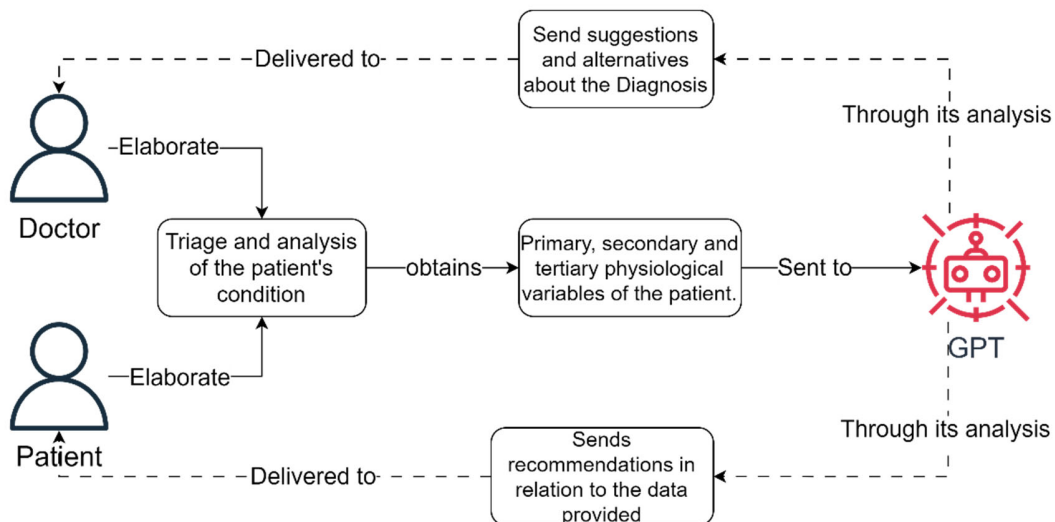 Send suggestions
and alternatives
about the Diagnosis
Delivered to
Through its analysis
Elaborate
Doctor
Triage and analysis
of the patient's
condition
obtains
Primary, secondary and
tertiary physiological
variables of the patient.
Sent to
GPT
Elaborate
Patient
Through its analysis
Sends
recommendations in
relation to the data
provided
Delivered to